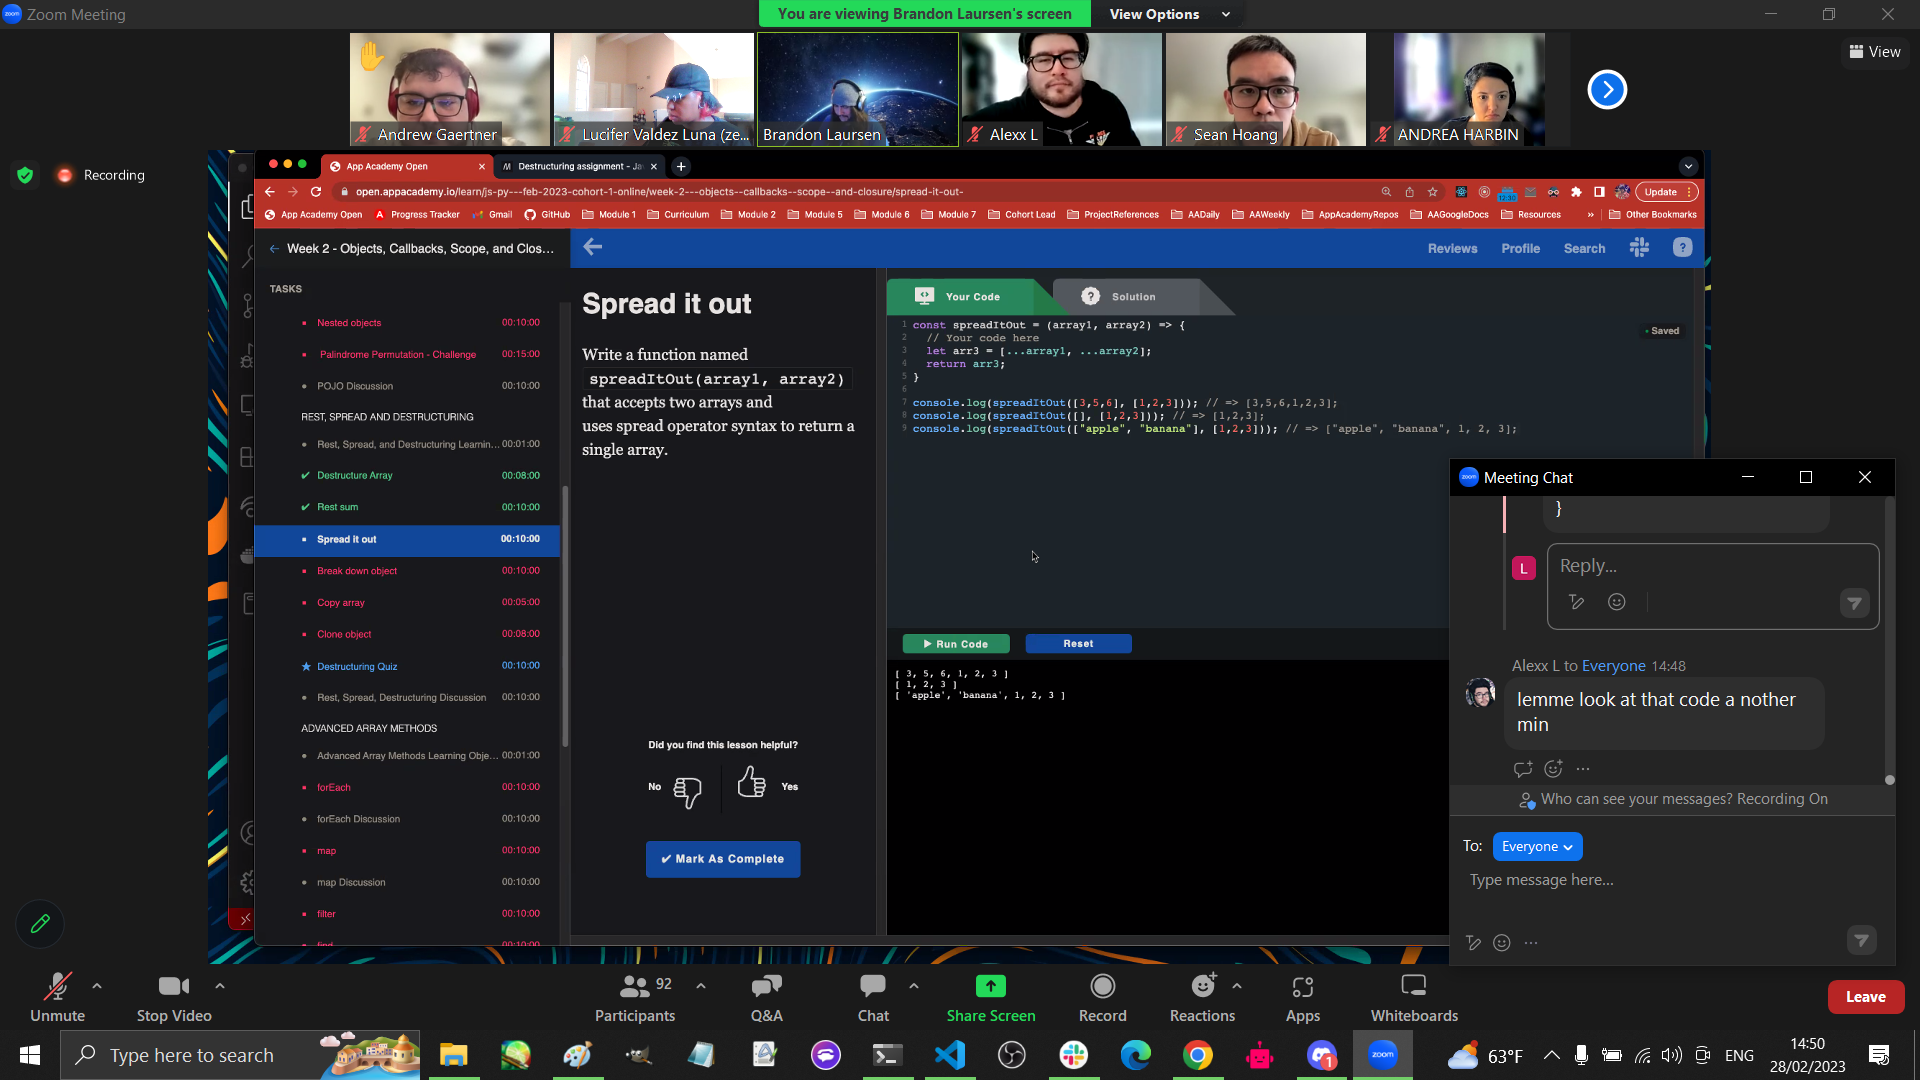 Zoom Meeting
You are viewing Brandon Laursen's screen
View Options
View
Andrew Gaertner
Lucifer Valdez Luna (ze...
Brandon Laursen
Alexx L
Sean Hoang
ANDREA HARBIN
Recording
App Academy Open
Destructuring assignment - Ja
open.appacademy.io/learn/js-py---feb-2023-cohort-1-online/week-2---objects--callbacks--scope--and-closure/spread-it-out-
Update
App Academy Open
Progress Tracker
Gmail
GitHub
Module 1
Curriculum
Module 2
Module 5
Module 6
Module 7
Cohort Lead
ProjectReferences
AADaily
AAWeekly
AppAcademyRepos
AAGoogleDocs
Resources
»
Other Bookmarks
Week 2 - Objects, Callbacks, Scope, and Clos...
Reviews
Profile
Search
TASKS
Nested objects 00:10:00
Palindrome Permutation - Challenge 00:15:00
POJO Discussion 00:10:00
REST, SPREAD AND DESTRUCTURING
Rest, Spread, and Destructuring Learnin... 00:01:00
Destructure Array 00:08:00
Rest sum 00:10:00
Spread it out 00:10:00
Break down object 00:10:00
Copy array 00:05:00
Clone object 00:08:00
Destructuring Quiz 00:10:00
Rest, Spread, Destructuring Discussion 00:10:00
ADVANCED ARRAY METHODS
Advanced Array Methods Learning Obje... 00:01:00
forEach 00:10:00
forEach Discussion 00:10:00
map 00:10:00
map Discussion 00:10:00
filter 00:10:00
find 00:10:00
Spread it out
Write a function named
spreadItOut(array1, array2)
that accepts two arrays and
uses spread operator syntax to return a
single array.
Did you find this lesson helpful?
No
Yes
✔ Mark As Complete
Your Code
Solution
Saved
1 const spreadItOut = (array1, array2) => {
2 // Your code here
3 let arr3 = [...array1, ...array2];
4 return arr3;
5 }
6
7 console.log(spreadItOut([3,5,6], [1,2,3])); // => [3,5,6,1,2,3];
8 console.log(spreadItOut([], [1,2,3])); // => [1,2,3];
9 console.log(spreadItOut(["apple", "banana"], [1,2,3])); // => ["apple", "banana", 1, 2, 3];
Run Code
Reset
[ 3, 5, 6, 1, 2, 3 ]
[ 1, 2, 3 ]
[ 'apple', 'banana', 1, 2, 3 ]
zoom
Meeting Chat
}
L
Reply...
Alexx L to Everyone 14:48
lemme look at that code a nother
min
Who can see your messages? Recording On
To: Everyone
Type message here...
Unmute
Stop Video
92
Participants
Q&A
Chat
Share Screen
Record
Reactions
Apps
Whiteboards
Leave
Type here to search
1
zoom
63°F
ENG
14:50
28/02/2023